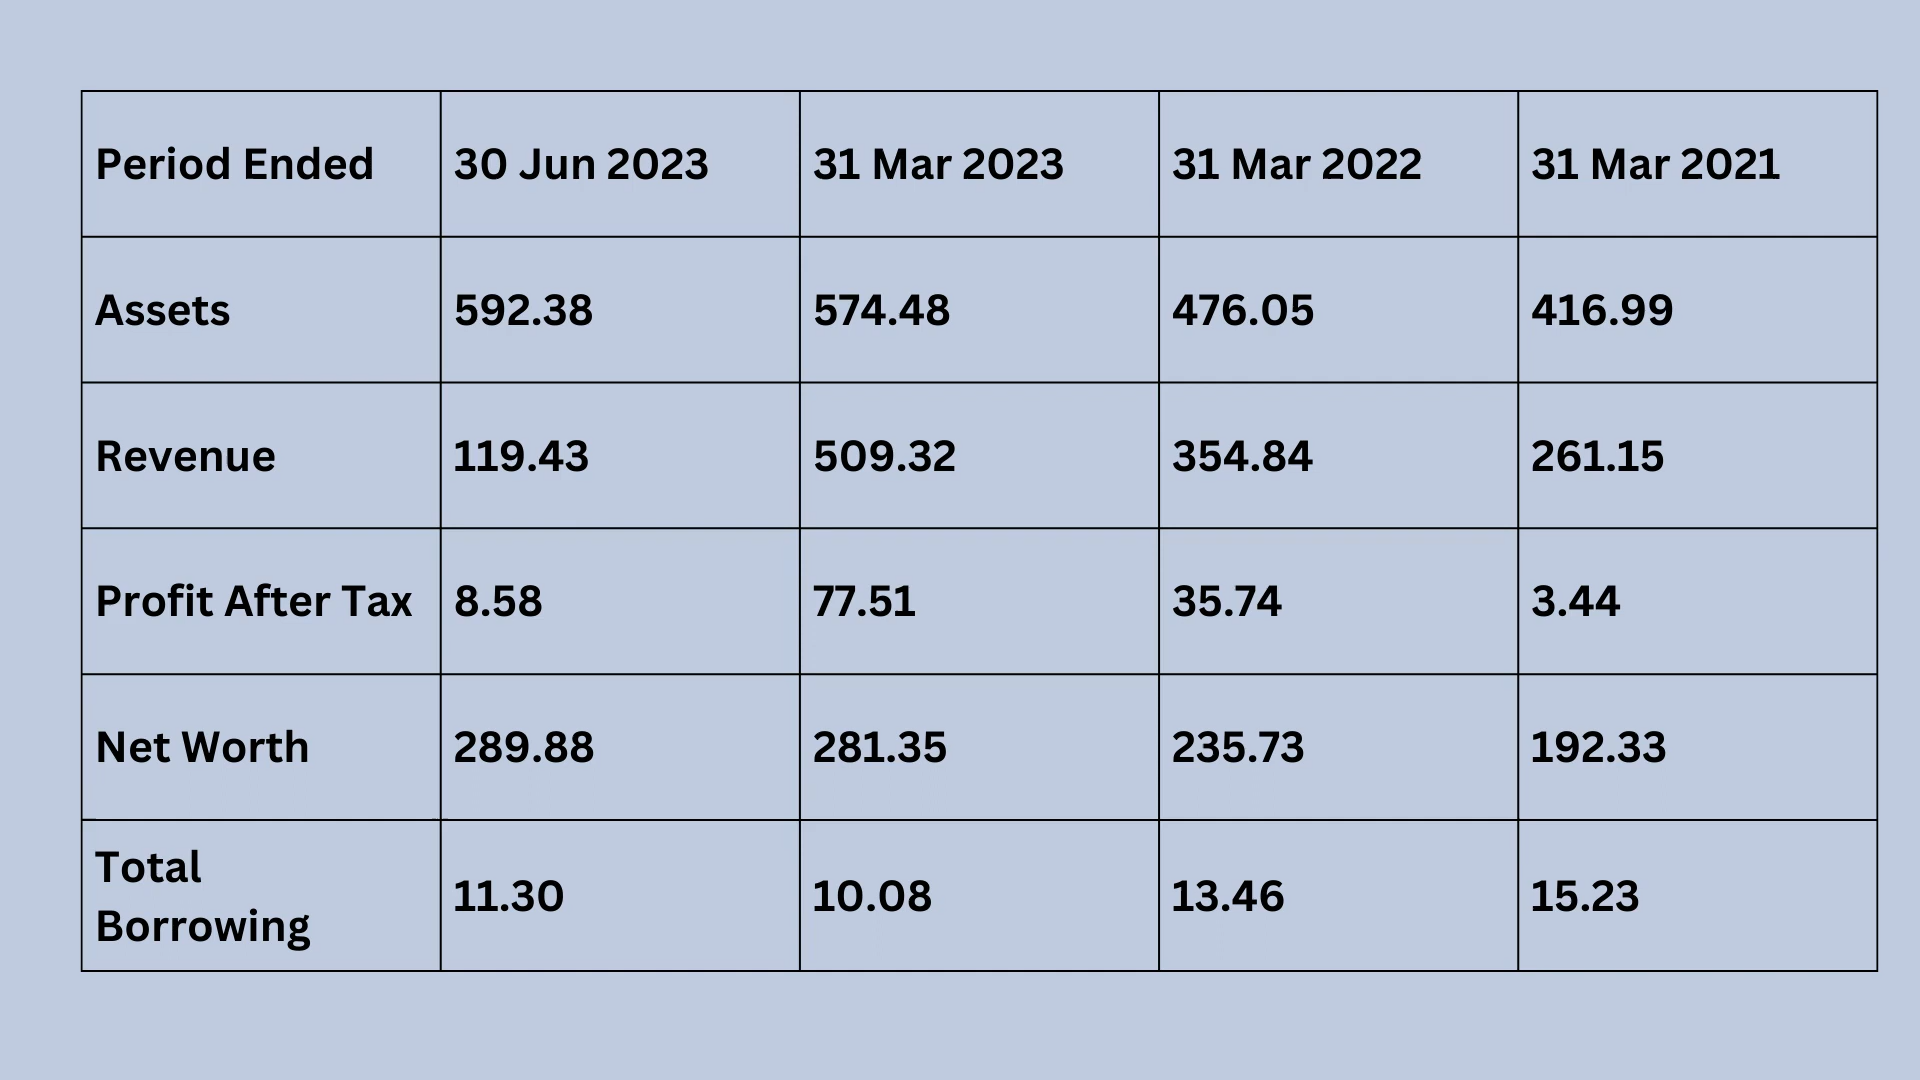 Period Ended 30 Jun 2023 31 Mar 2023 31 Mar 2022 31 Mar 2021
Assets 592.38 574.48 476.05 416.99
Revenue 119.43 509.32 354.84 261.15
Profit After Tax 8.58 77.51 35.74 3.44
Net Worth 289.88 281.35 235.73 192.33
Total
Borrowing 11.30 10.08 13.46 15.23